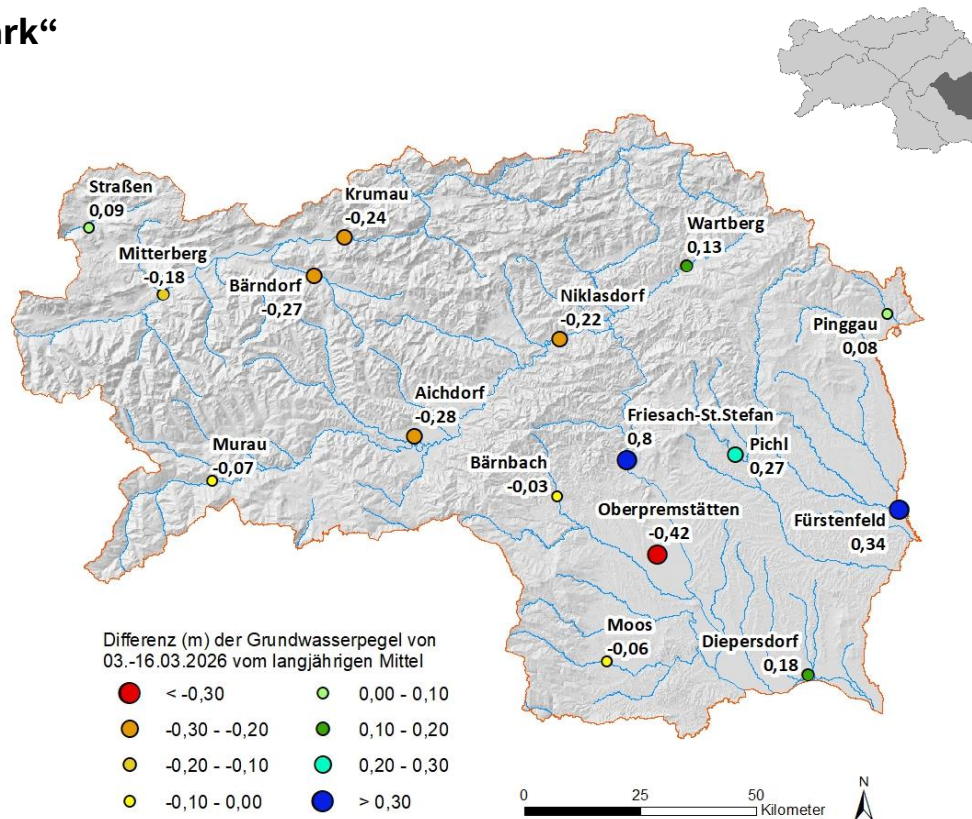 ark“
Straßen
0,09
Krumau
-0,24
Wartberg
0,13
Mitterberg
-0,18
Bärndorf
-0,27
Niklasdorf
-0,22
Pinggau
0,08
Aichdorf
-0,28
Friesach-St.Stefan
0,8
Pichl
0,27
Murau
-0,07
Bärnbach
-0,03
Oberpremstätten
-0,42
Fürstenfeld
0,34
Moos
-0,06
Diepersdorf
0,18
Differenz (m) der Grundwasserpegel von
03.-16.03.2026 vom langjährigen Mittel
< -0,30
-0,30 - -0,20
-0,20 - -0,10
-0,10 - 0,00
0,00 - 0,10
0,10 - 0,20
0,20 - 0,30
> 0,30
0 25 50
Kilometer
N